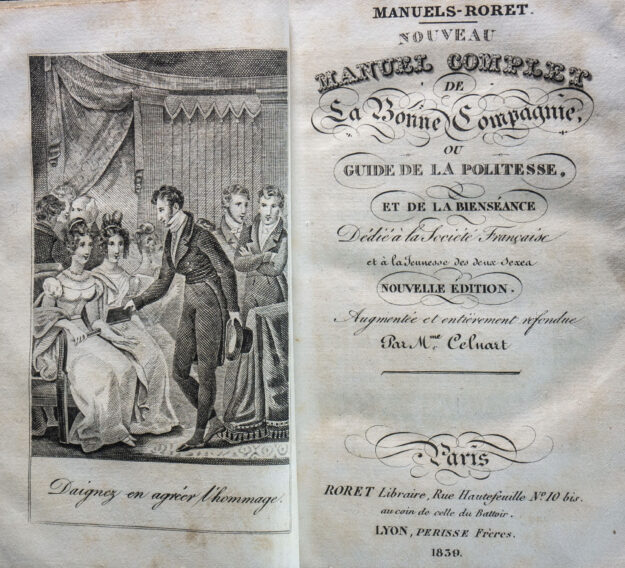 Daignez en agréer l'hommage.
MANUELS-RORET.
NOUVEAU
MANUEL COMPLET
DE
La Bonne Compagnie,
OU
GUIDE DE LA POLITESSE,
ET DE LA BIENSÉANCE
Dédié à la Société Française
et à la Jeunesse des deux Sexes
NOUVELLE ÉDITION.
Augmentée et entièrement refondue
Par Mme. Celnart
Paris
RORET Libraire, Rue Hautefeuille No. 10 bis.
au coin de celle du Battoir.
LYON, PERISSE Frères.
1839.